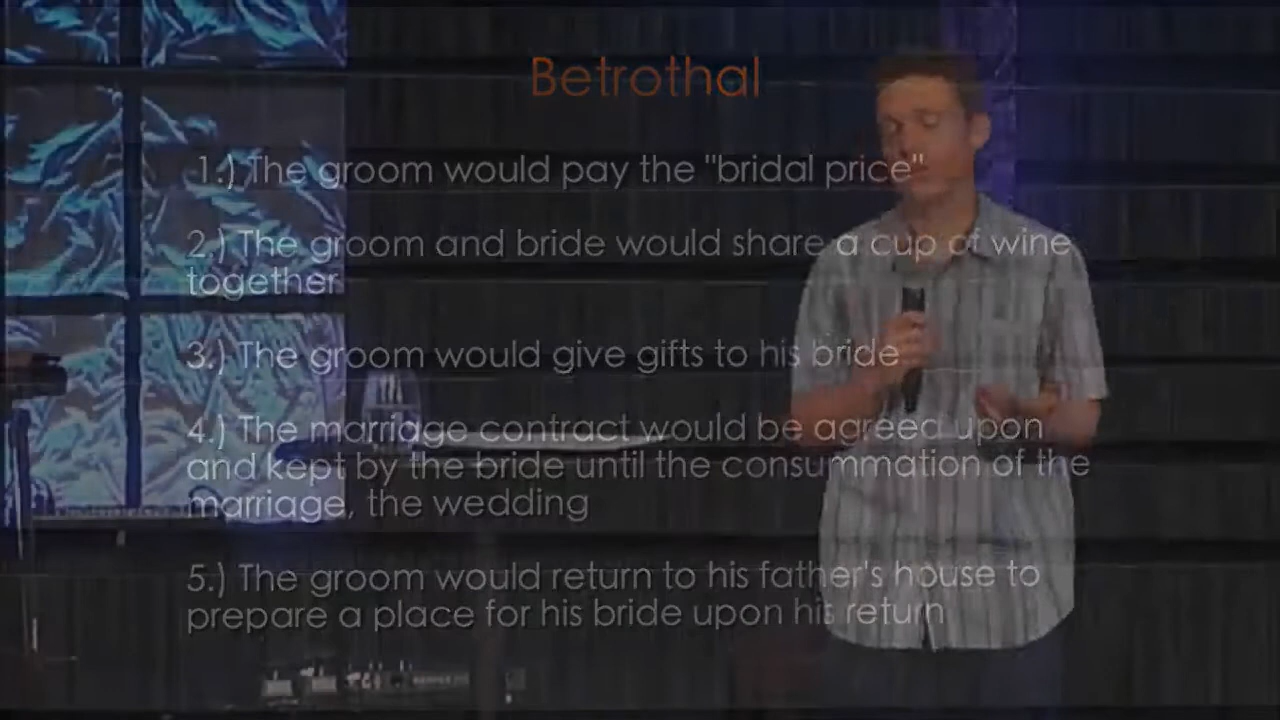 Betrothal
1.) The groom would pay the "bridal price"
2.) The groom and bride would share a cup of wine
together
3.) The groom would give gifts to his bride
4.) The marriage contract would be agreed upon
and kept by the bride until the consummation of the
marriage, the wedding
5.) The groom would return to his father's house to
prepare a place for his bride upon his return